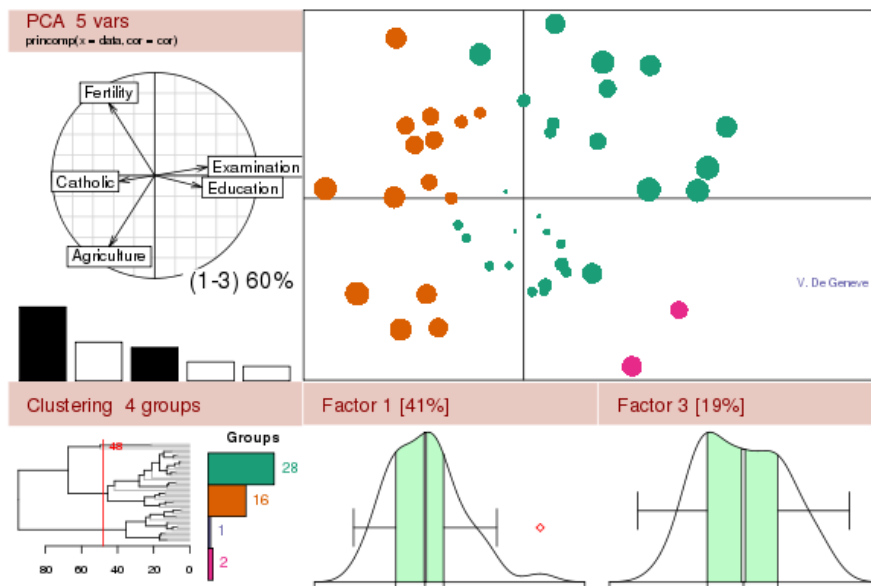 PCA 5 vars
princomp(x = data, cor = cor)
Fertility
Examination
Catholic
Education
Agriculture
(1-3) 60%
V. De Geneve
Clustering 4 groups
Factor 1 [41%]
Factor 3 [19%]
Groups
48
28
16
1
2
80 60 40 20 0